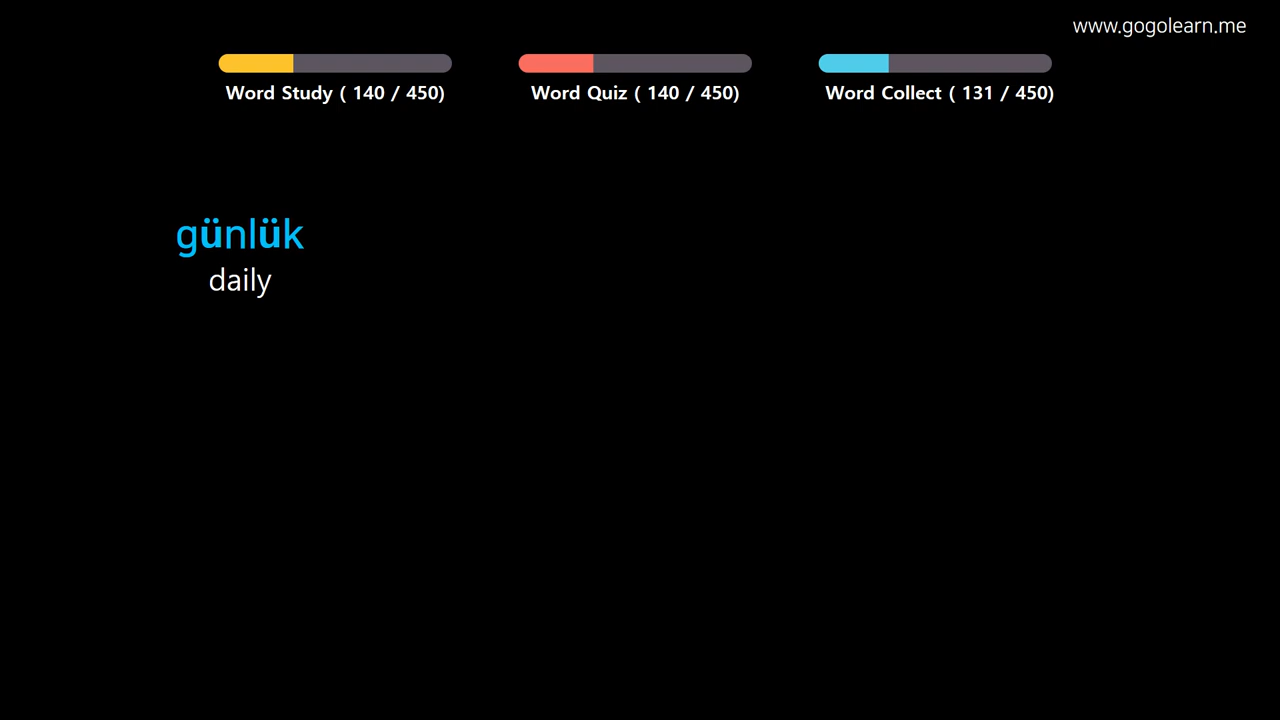 www.gogolearn.me
Word Study ( 140 / 450)
Word Quiz ( 140 / 450)
Word Collect ( 131 / 450)
günlük
daily